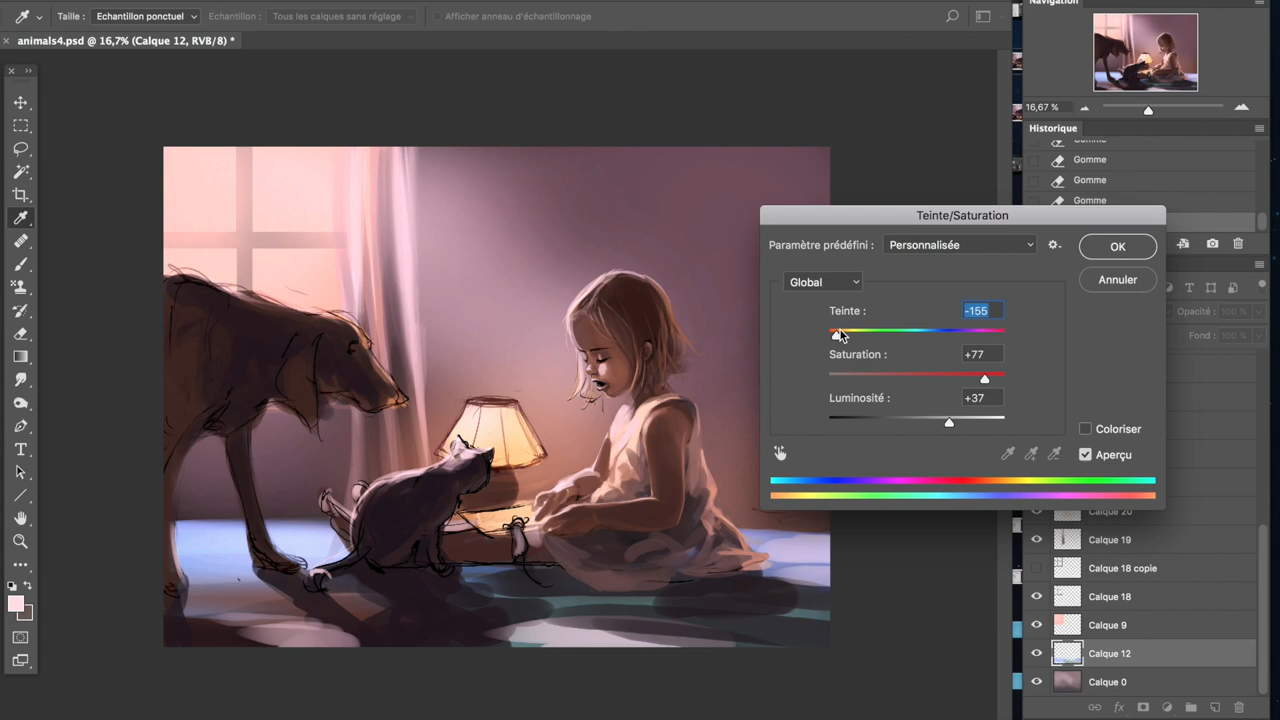 Navigation
Taille : Echantillon ponctuel Echantillon : Tous les calques sans réglage Afficher anneau d'échantillonnage
animals4.psd @ 16,7% (Calque 12, RVB/8) *
16,67 %
Historique
Gomme
Gomme
Gomme
Gomme
Teinte/Saturation
Paramètre prédéfini : Personnalisée
OK
Annuler
Global
Teinte : -155
Saturation : +77
Luminosité : +37
Coloriser
Aperçu
Opacité : 100 %
Fond : 100 %
Calque 20
Calque 19
Calque 18 copie
Calque 18
Calque 9
Calque 12
Calque 0